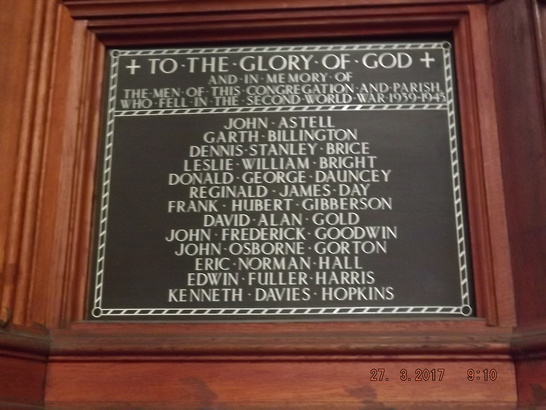 + TO · THE · GLORY · OF · GOD +
AND · IN · MEMORY · OF
THE · MEN · OF · THIS · CONGREGATION · AND · PARISH,
WHO · FELL · IN · THE · SECOND · WORLD · WAR · 1939-1945
JOHN · ASTELL
GARTH · BILLINGTON
DENNIS · STANLEY · BRICE
LESLIE · WILLIAM · BRIGHT
DONALD · GEORGE · DAUNCEY
REGINALD · JAMES · DAY
FRANK · HUBERT · GIBBERSON
DAVID · ALAN · GOLD
JOHN · FREDERICK · GOODWIN
JOHN · OSBORNE · GORTON
ERIC · NORMAN · HALL
EDWIN · FULLER · HARRIS
KENNETH · DAVIES · HOPKINS
27. 3.2017 9:10